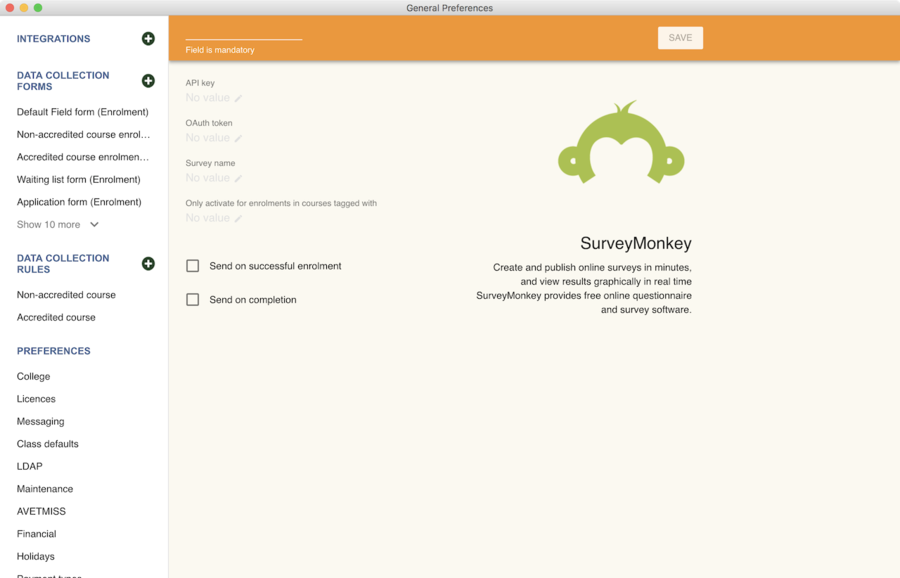 General Preferences
INTEGRATIONS
DATA COLLECTION
FORMS
Default Field form (Enrolment)
Non-accredited course enrol...
Accredited course enrolmen...
Waiting list form (Enrolment)
Application form (Enrolment)
Show 10 more
DATA COLLECTION
RULES
Non-accredited course
Accredited course
PREFERENCES
College
Licences
Messaging
Class defaults
LDAP
Maintenance
AVETMISS
Financial
Holidays
Payment types
Field is mandatory
SAVE
API key
No value
OAuth token
No value
Survey name
No value
Only activate for enrolments in courses tagged with
No value
Send on successful enrolment
Send on completion
SurveyMonkey
Create and publish online surveys in minutes,
and view results graphically in real time
SurveyMonkey provides free online questionnaire
and survey software.